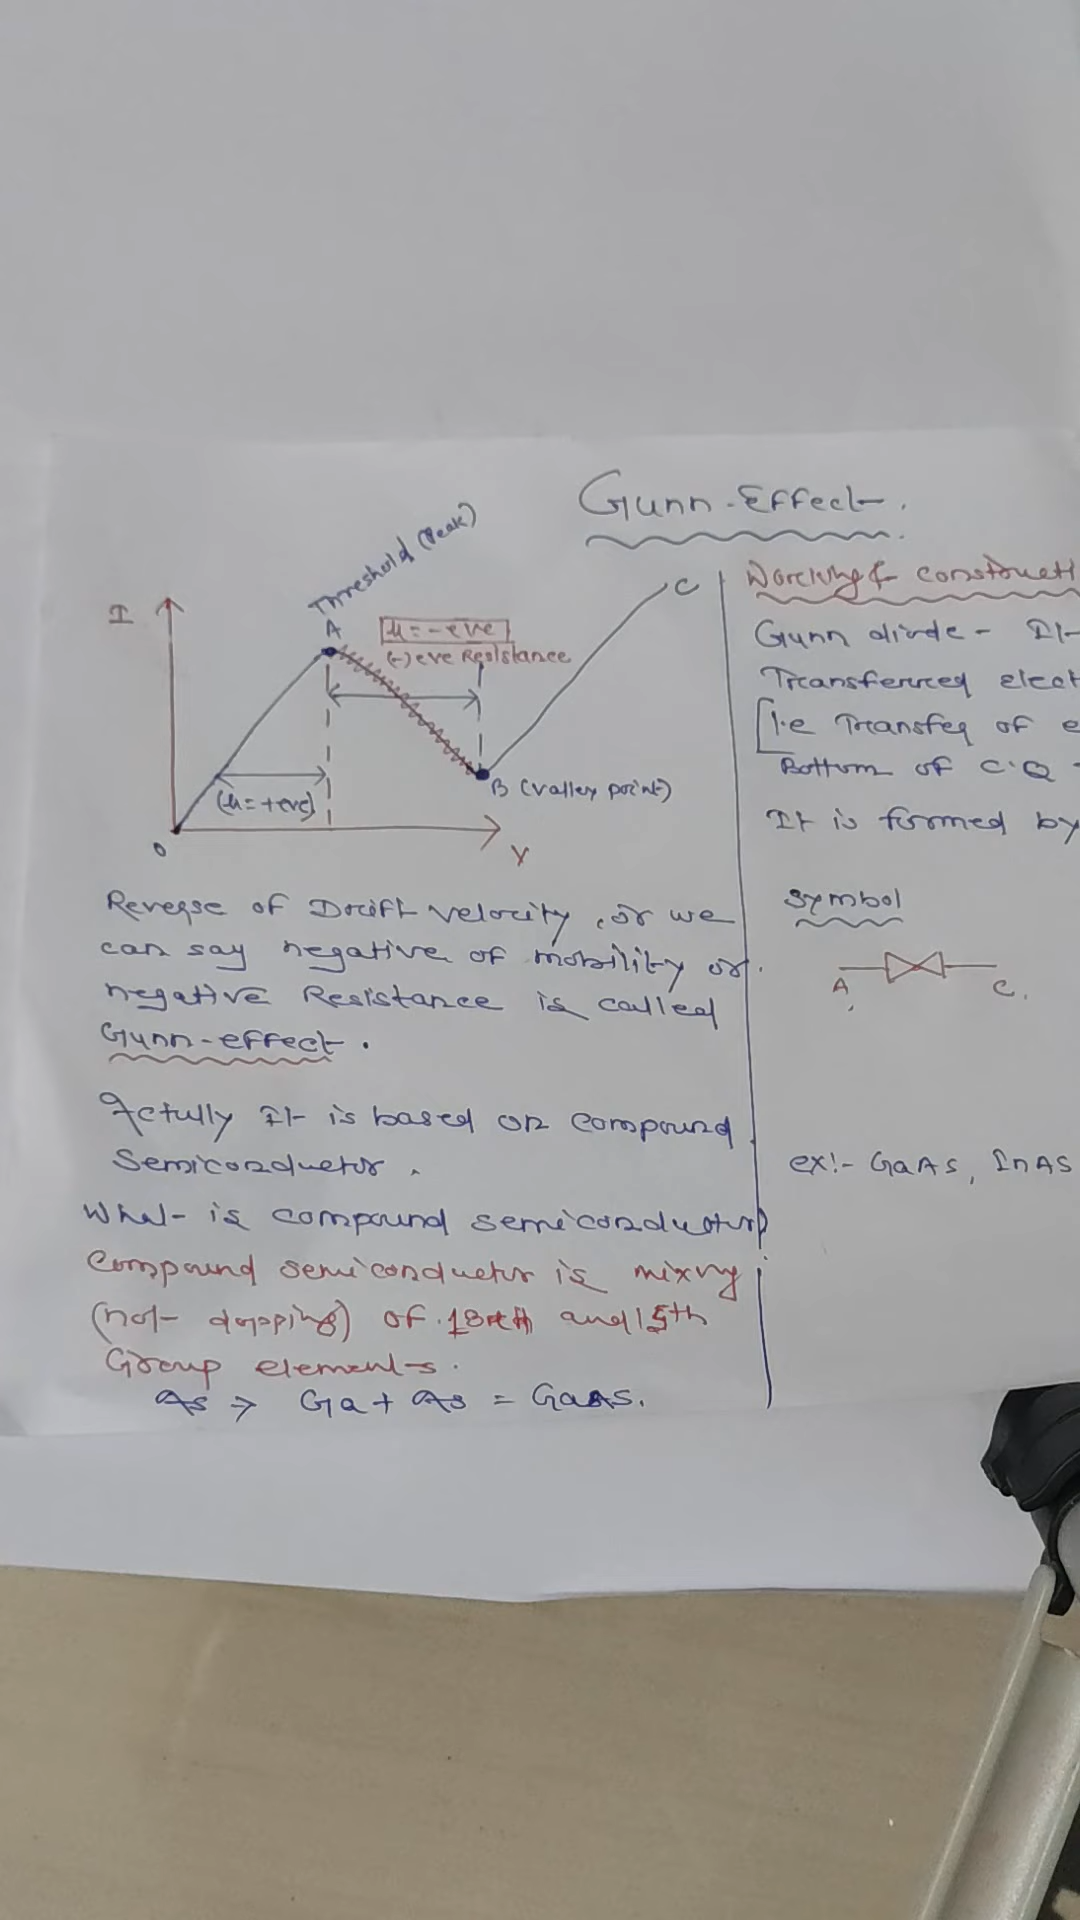 Gunn-Effect.
Threshold (Peak)
I
A
μ = -eve
(-)eve Resistance
C
B (valley point)
(μ = +eve)
O
V
Reverse of Drift velocity, or we
can say negative of mobility or
negative Resistance is called
Gunn-effect.
Actully It is based on compound
Semiconductor.
What is compound semiconductor
Compound semiconductor is mixing
(not dopping) of 13th and 15th
Group elements.
As → Ga + As = GaAs.
Working & constructi
Gunn diode - It
Transferred elect
[i.e Transfer of e
Bottom of C.B
It is formed by
Symbol
A
C.
ex:- GaAs, InAs